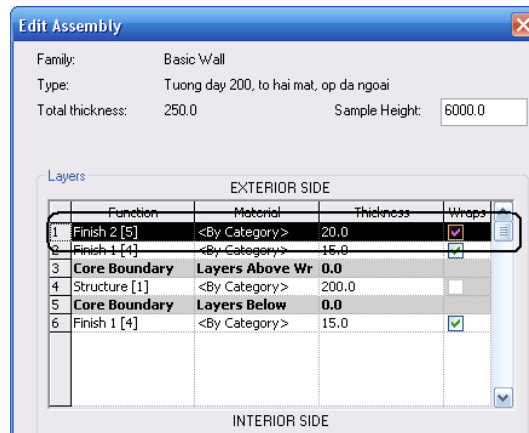 Edit Assembly
Family: Basic Wall
Type: Tuong day 200, to hai mat, op da ngoai
Total thickness: 250.0 Sample Height: 6000.0
Layers
EXTERIOR SIDE
Function Material Thickness Wraps
1 Finish 2 [5] <By Category> 20.0
2 Finish 1 [4] <By Category> 15.0
3 Core Boundary Layers Above Wr 0.0
4 Structure [1] <By Category> 200.0
5 Core Boundary Layers Below 0.0
6 Finish 1 [4] <By Category> 15.0
INTERIOR SIDE